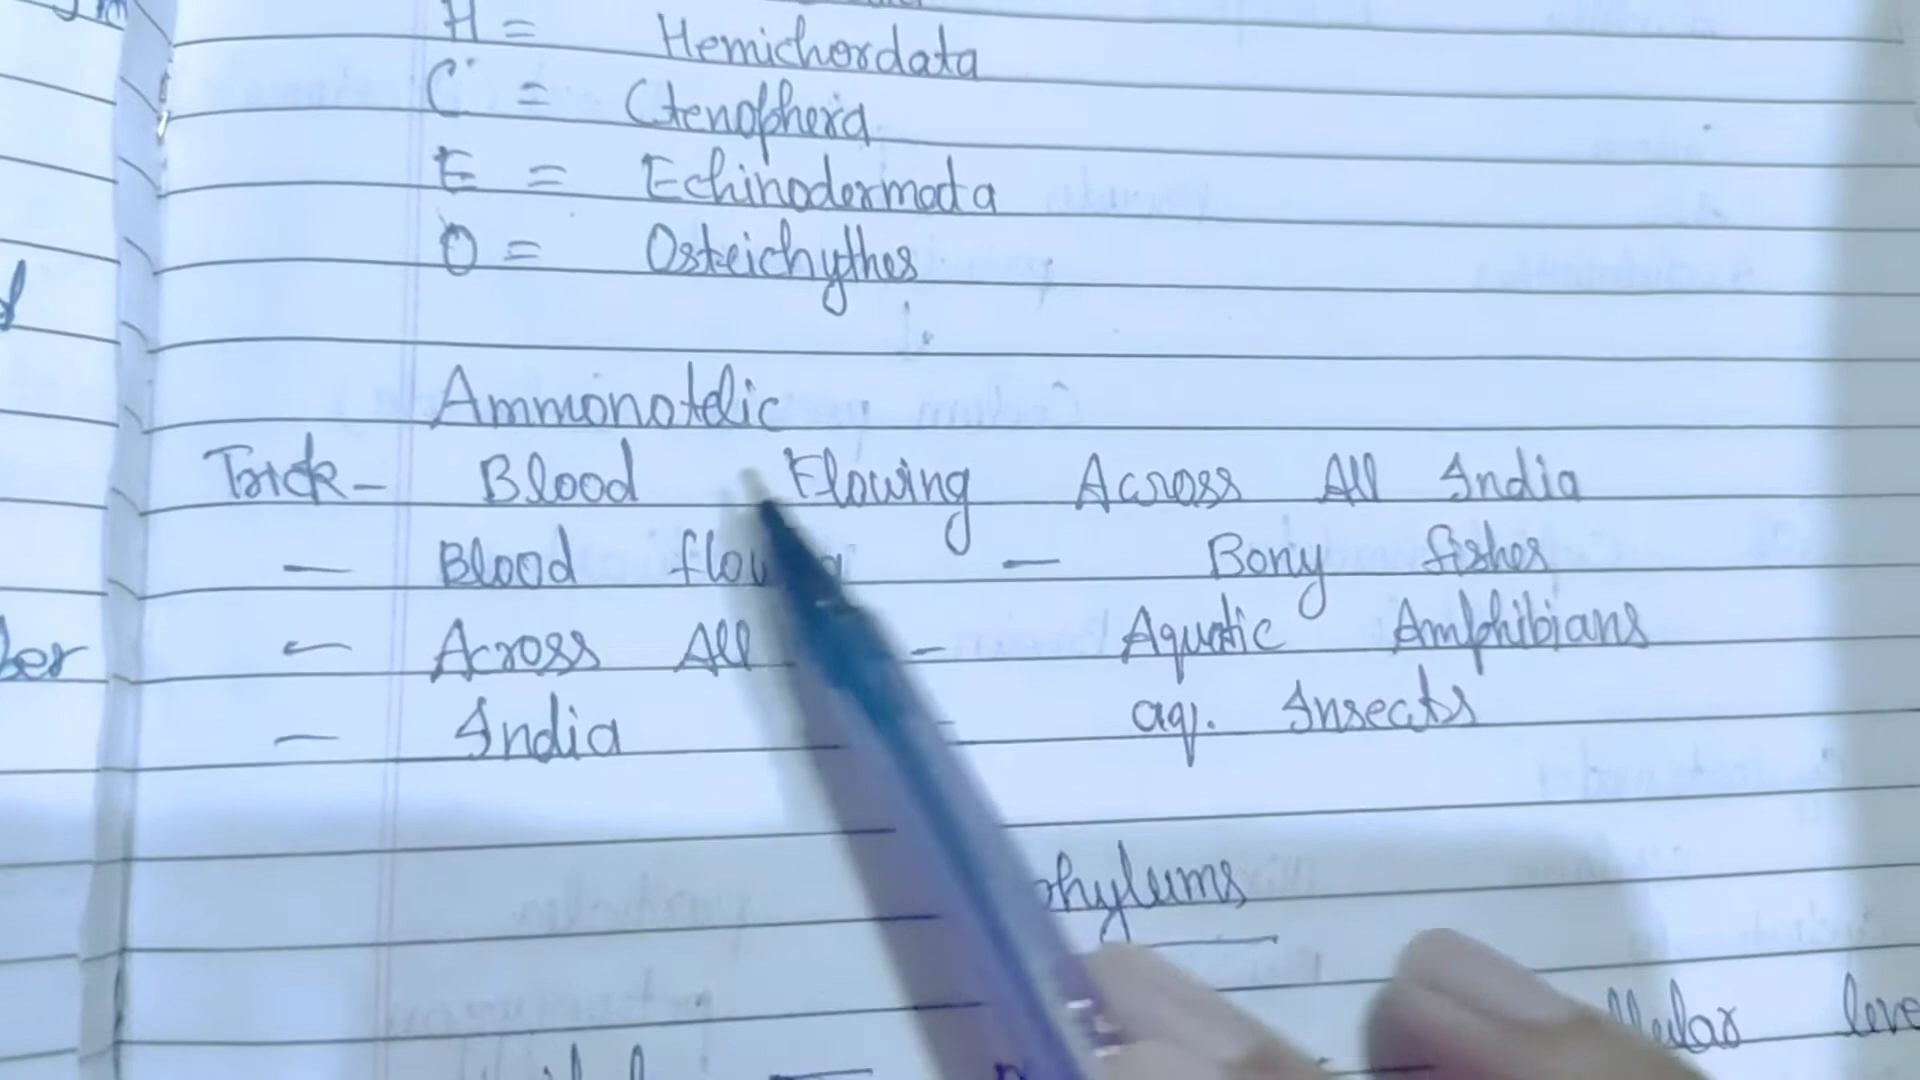 H = Hemichordata
C = Ctenophera
E = Echinodermata
O = Osteichythes
Ammonotelic
Trick - Blood Flowing Across All India
- Blood - Bony fishes
- Across All - Aquatic Amphibians
- India - aq. Insects